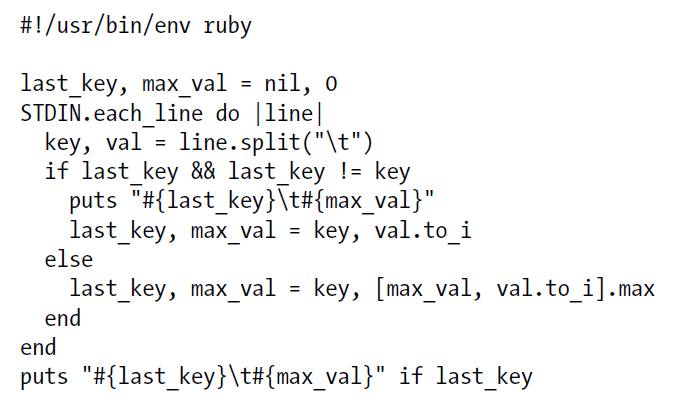 #!/usr/bin/env ruby

last_key, max_val = nil, 0
STDIN.each_line do |line|
  key, val = line.split("\t")
  if last_key && last_key != key
    puts "#{last_key}\t#{max_val}"
    last_key, max_val = key, val.to_i
  else
    last_key, max_val = key, [max_val, val.to_i].max
  end
end
puts "#{last_key}\t#{max_val}" if last_key